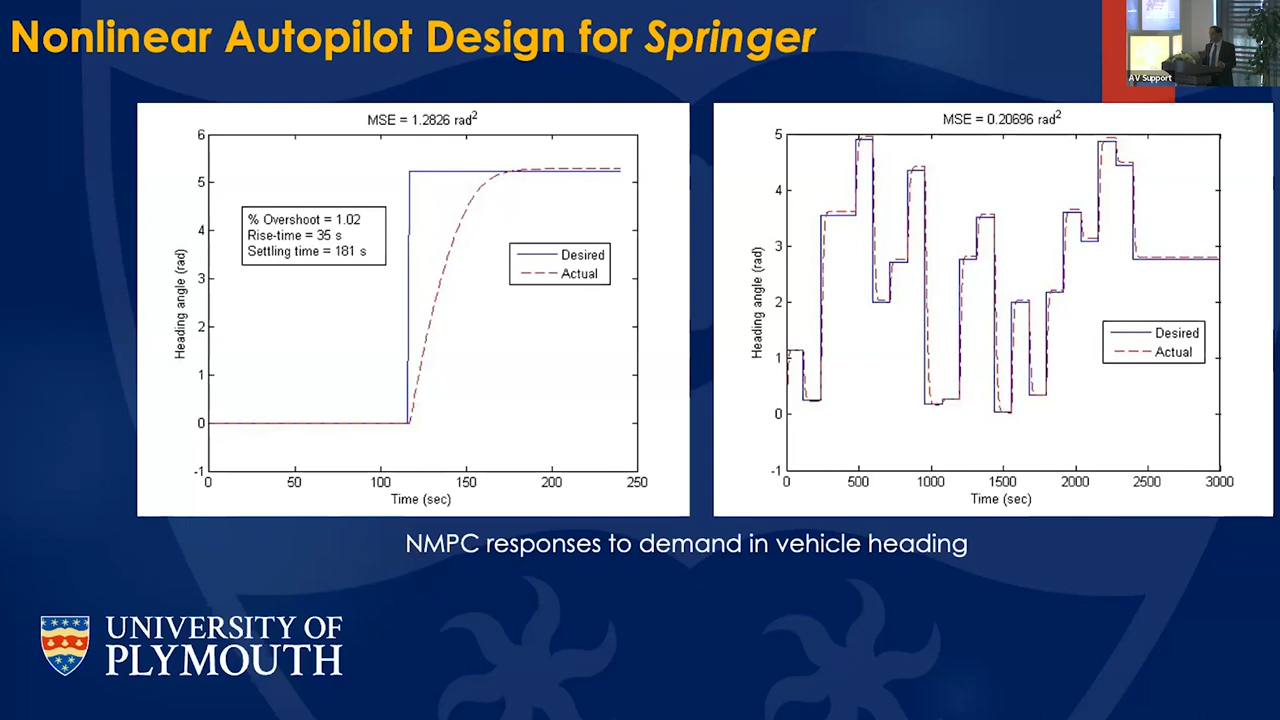 Nonlinear Autopilot Design for Springer
AV Support
MSE = 1.2826 rad2
6
5
4
3
2
1
0
-1
Heading angle (rad)
% Overshoot = 1.02
Rise-time = 35 s
Settling time = 181 s
Desired
Actual
0 50 100 150 200 250
Time (sec)
MSE = 0.20696 rad2
5
4
3
2
1
0
-1
Heading angle (rad)
Desired
Actual
0 500 1000 1500 2000 2500 3000
Time (sec)
NMPC responses to demand in vehicle heading
UNIVERSITY OF
PLYMOUTH